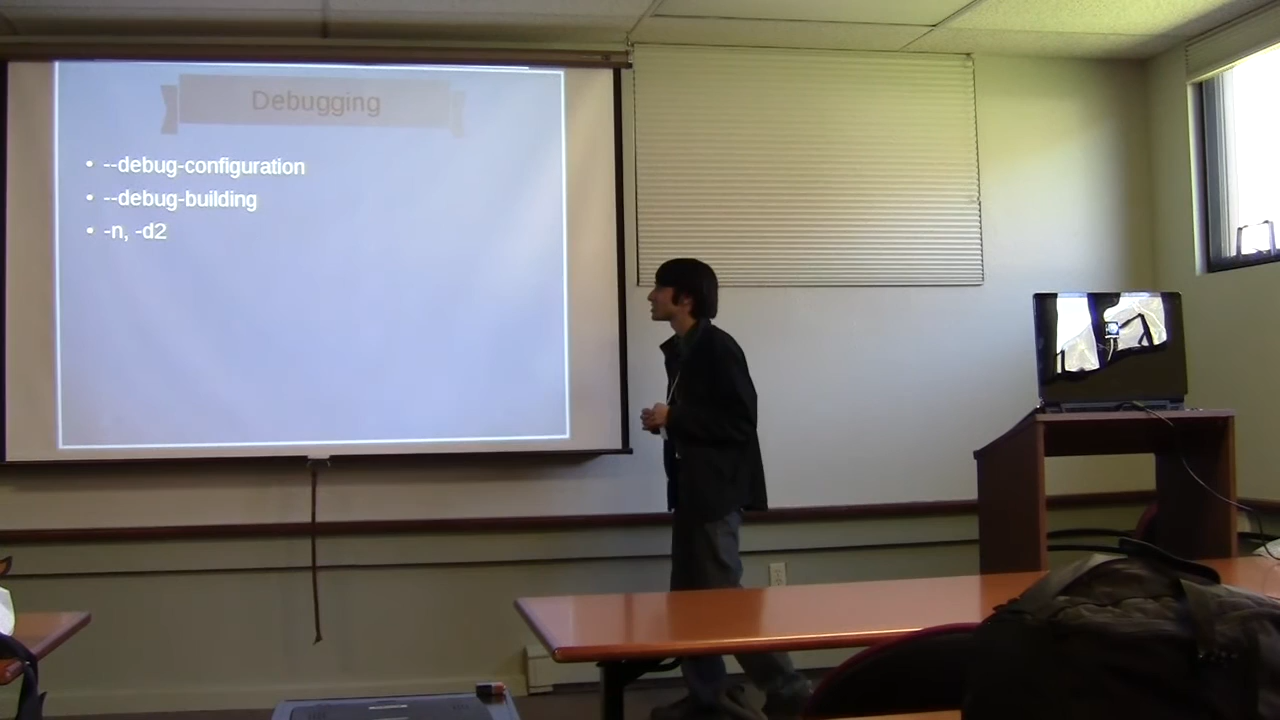 Debugging
• --debug-configuration
• --debug-building
• -n, -d2